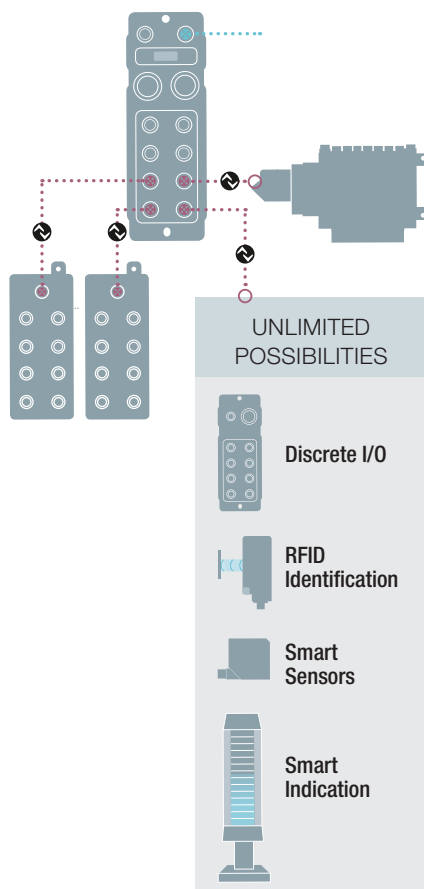 UNLIMITED
POSSIBILITIES
Discrete I/O
RFID
Identification
Smart
Sensors
Smart
Indication